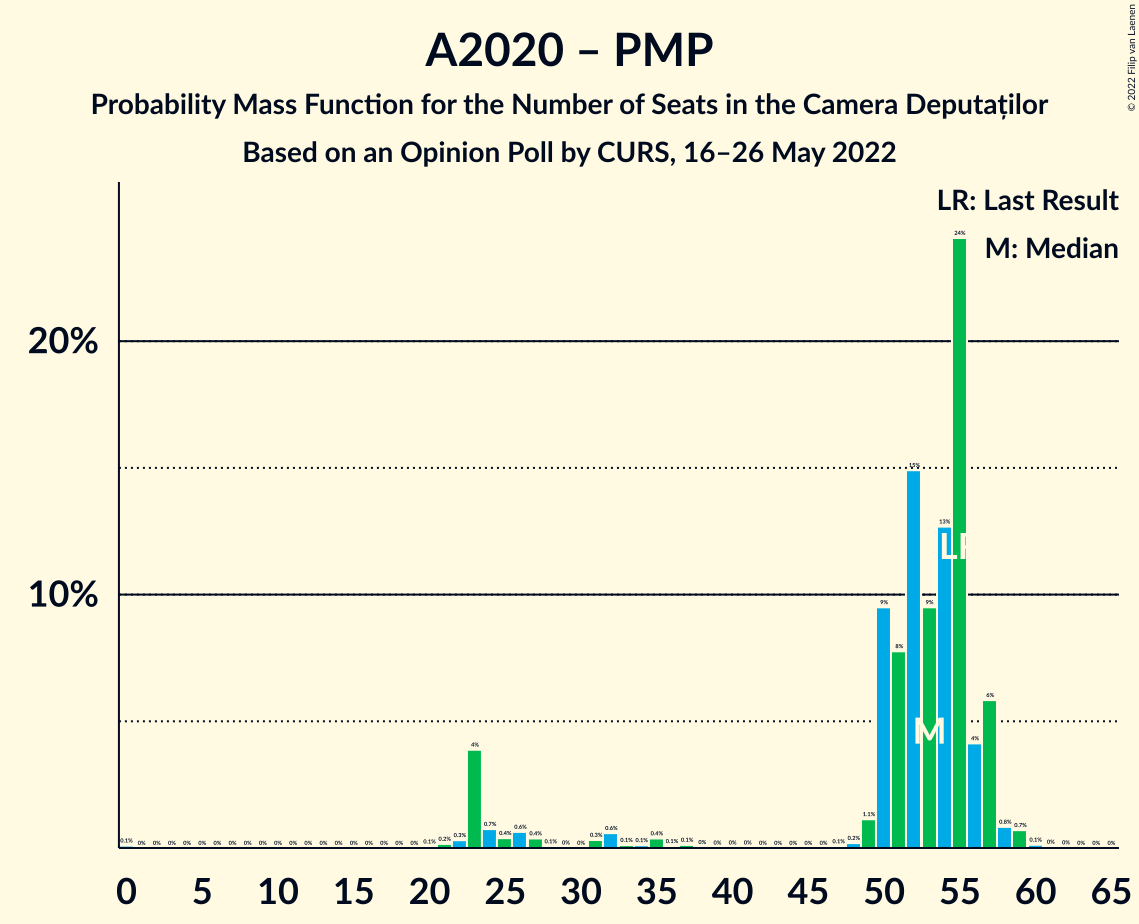 A2020 – PMP
Probability Mass Function for the Number of Seats in the Camera Deputaților
Based on an Opinion Poll by CURS, 16–26 May 2022
© 2022 Filip van Laenen
LR: Last Result
M: Median
20%
10%
24%
15%
13%
LR
9% 9%
8%
6%
M
4% 4%
0.1% 0% 0% 0% 0% 0% 0% 0% 0% 0% 0% 0% 0% 0% 0% 0% 0% 0% 0% 0% 0.1% 0.2% 0.3% 0.7% 0.4% 0.6% 0.4% 0.1% 0% 0% 0.3% 0.6% 0.1% 0.1% 0.4% 0.1% 0.1% 0% 0% 0% 0% 0% 0% 0% 0% 0% 0.1% 0.2% 1.1% 0.8% 0.7% 0.1% 0% 0% 0% 0% 0%
0 5 10 15 20 25 30 35 40 45 50 55 60 65